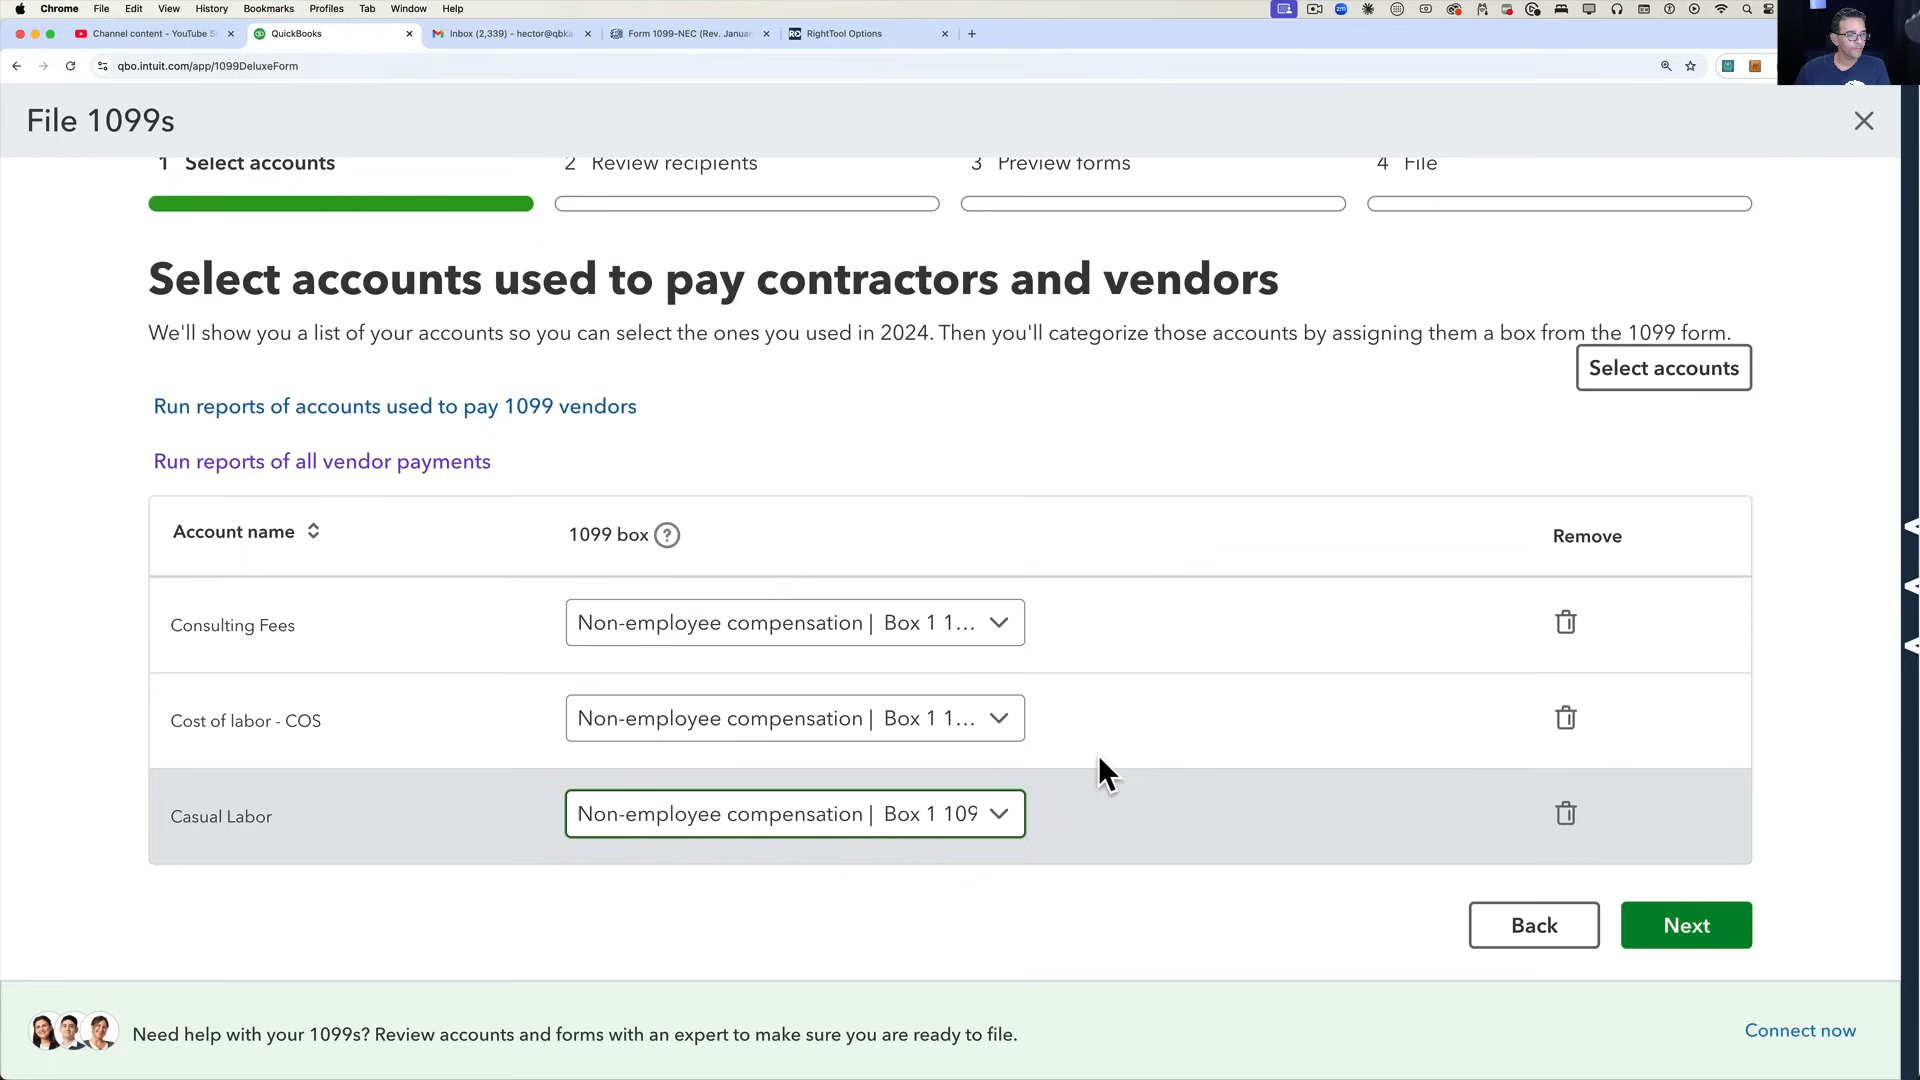 Chrome File Edit View History Bookmarks Profiles Tab Window Help
Channel content - YouTube S
QuickBooks
Inbox (2,339) - hector@qbka
Form 1099-NEC (Rev. Januar
RightTool Options
qbo.intuit.com/app/1099DeluxeForm
File 1099s
1 Select accounts
2 Review recipients
3 Preview forms
4 File
Select accounts used to pay contractors and vendors
We'll show you a list of your accounts so you can select the ones you used in 2024. Then you'll categorize those accounts by assigning them a box from the 1099 form.
Select accounts
Run reports of accounts used to pay 1099 vendors
Run reports of all vendor payments
Account name
1099 box
Remove
Consulting Fees
Non-employee compensation | Box 1 1...
Cost of labor - COS
Non-employee compensation | Box 1 1...
Casual Labor
Non-employee compensation | Box 1 109
Back
Next
Need help with your 1099s? Review accounts and forms with an expert to make sure you are ready to file.
Connect now